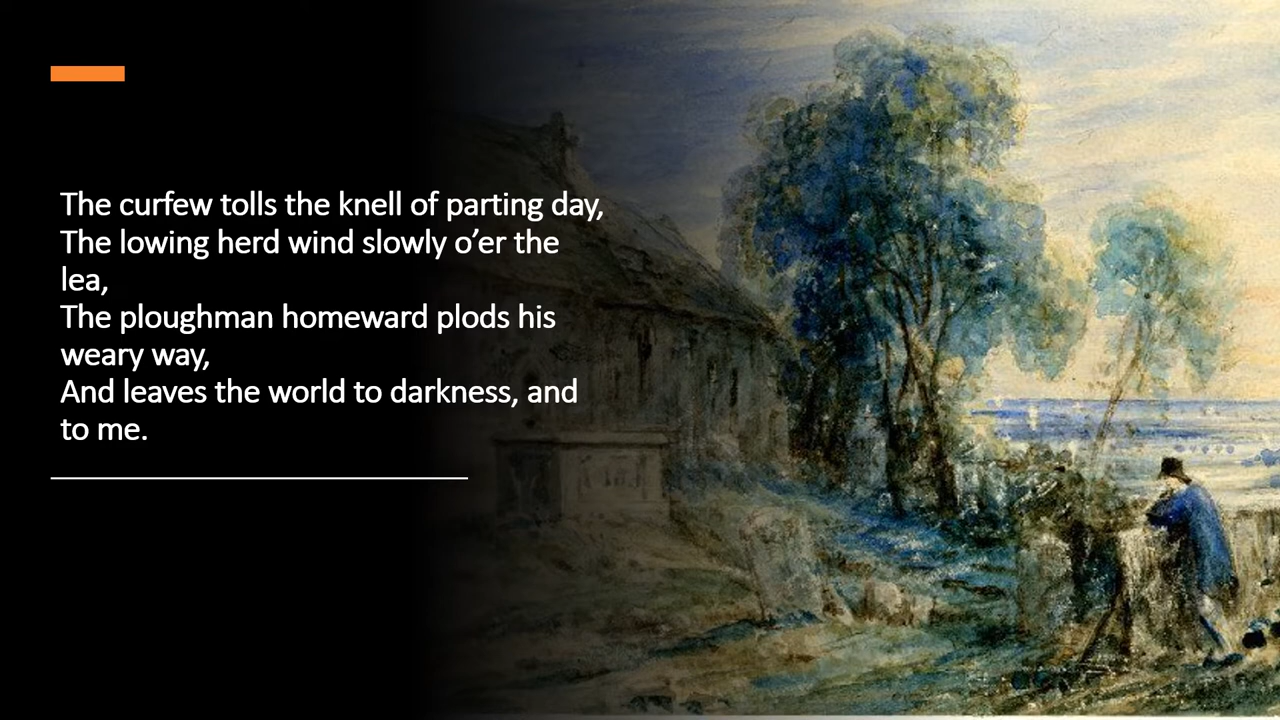 The curfew tolls the knell of parting day,
The lowing herd wind slowly o’er the
lea,
The ploughman homeward plods his
weary way,
And leaves the world to darkness, and
to me.